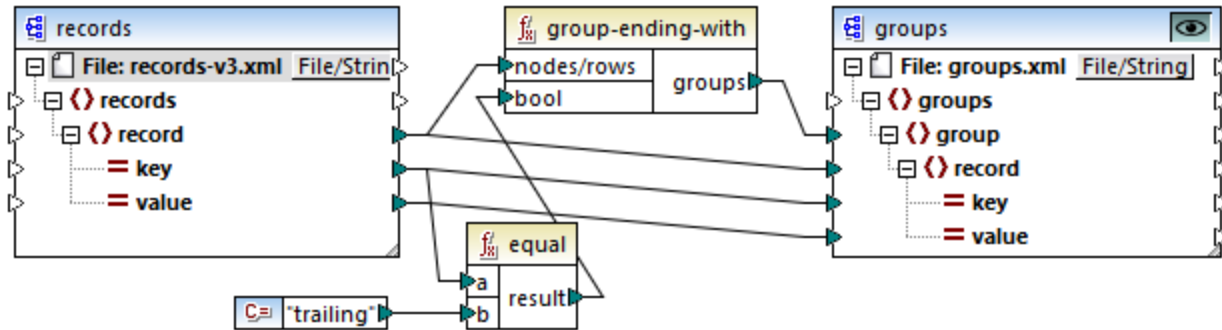 records
File: records-v3.xml File/Strin
records
record
key
value
group-ending-with
nodes/rows
bool
groups
equal
a
b
result
C= "trailing"
groups
File: groups.xml File/String
groups
group
record
key
value